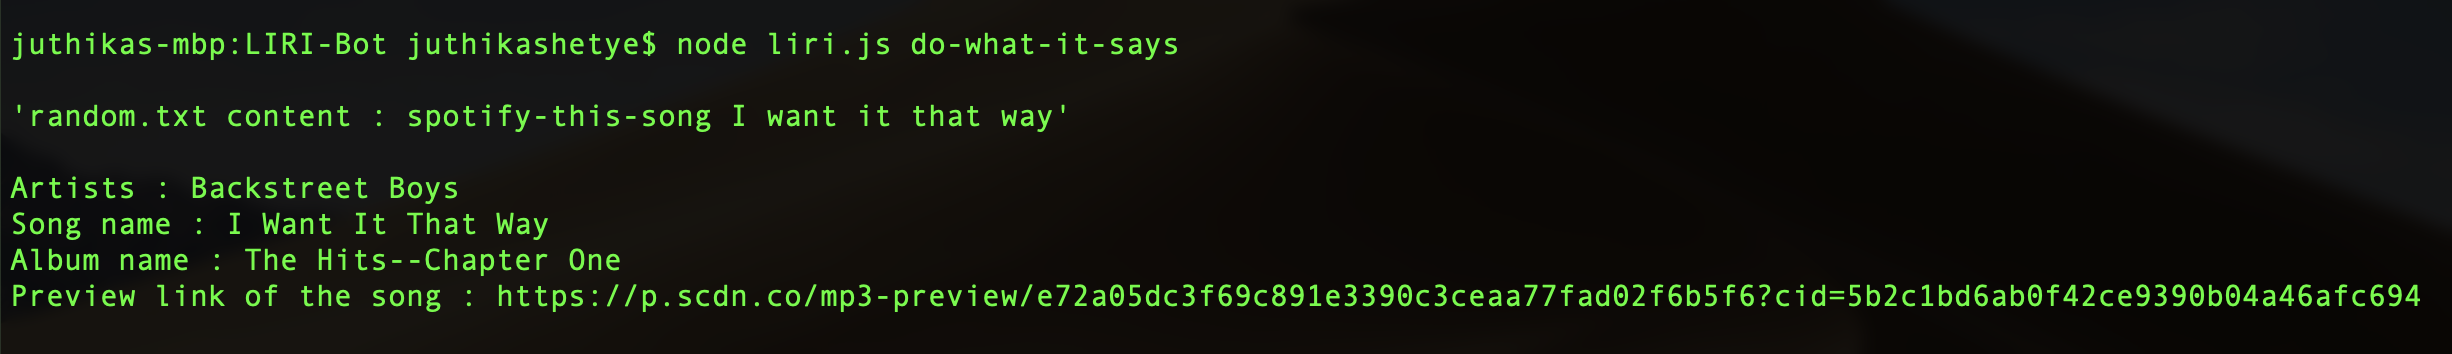 juthikas-mbp:LIRI-Bot juthikashetye$ node liri.js do-what-it-says
'random.txt content : spotify-this-song I want it that way'
Artists : Backstreet Boys
Song name : I Want It That Way
Album name : The Hits--Chapter One
Preview link of the song : https://p.scdn.co/mp3-preview/e72a05dc3f69c891e3390c3ceaa77fad02f6b5f6?cid=5b2c1bd6ab0f42ce9390b04a46afc694